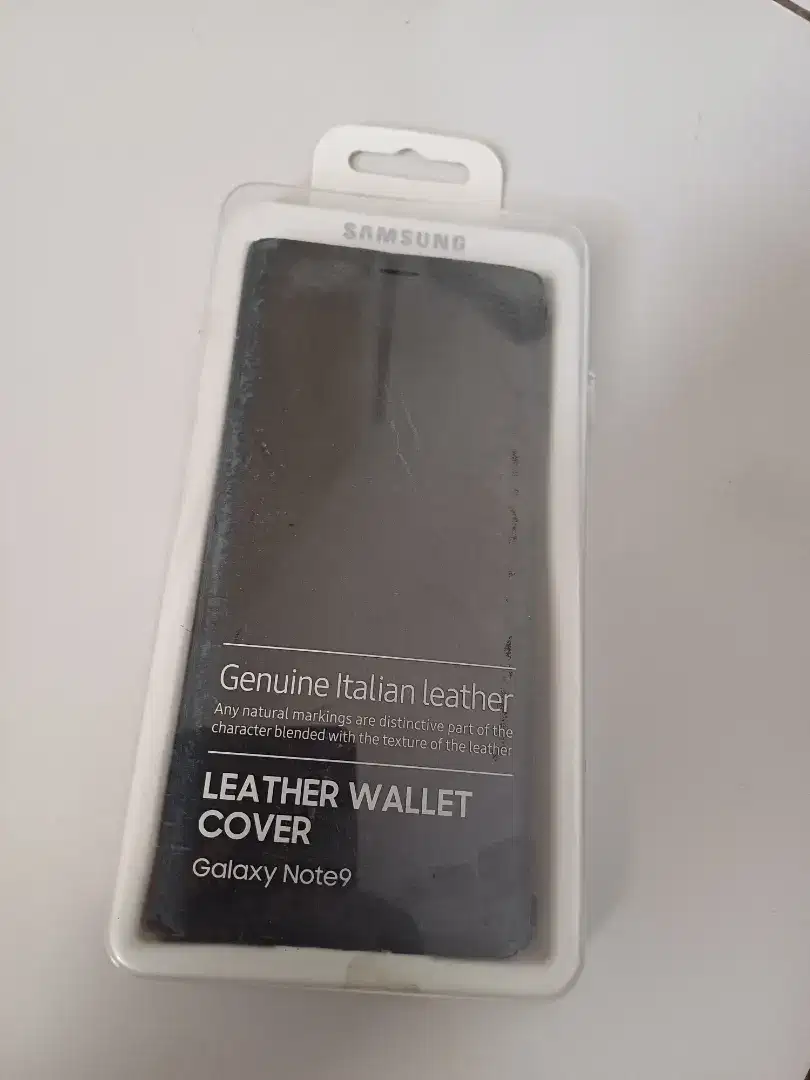 SAMSUNG
Genuine Italian leather
Any natural markings are distinctive part of the
character blended with the texture of the leather
LEATHER WALLET
COVER
Galaxy Note9